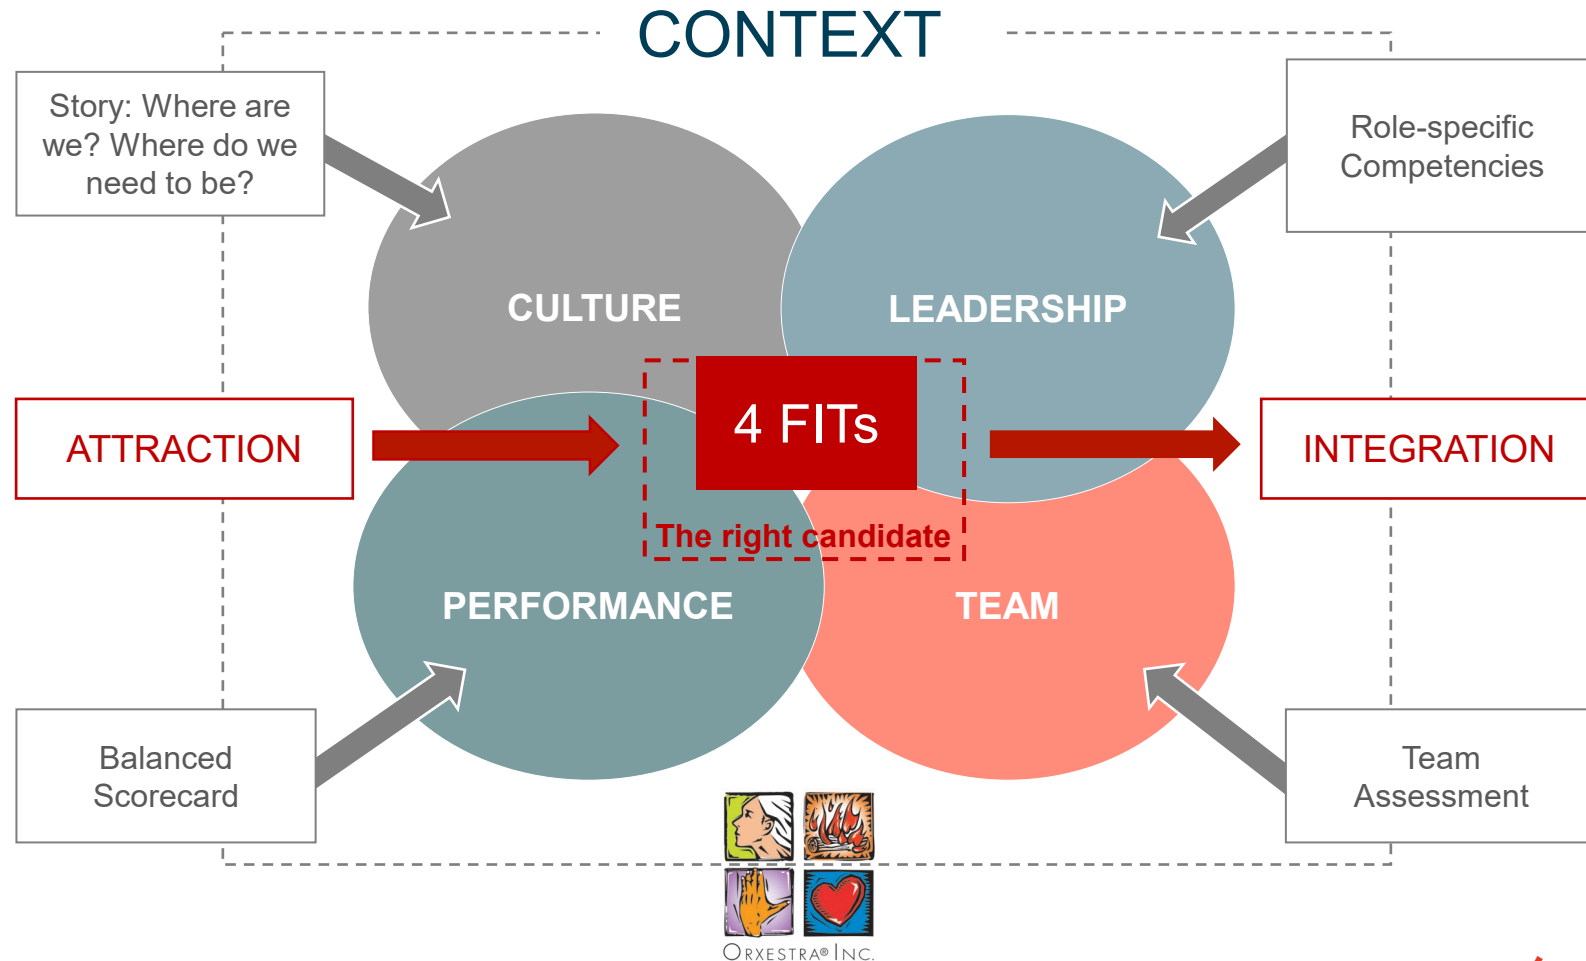 CONTEXT
Story: Where are
we? Where do we
need to be?
Role-specific
Competencies
CULTURE
LEADERSHIP
4 FITs
ATTRACTION
INTEGRATION
The right candidate
PERFORMANCE
TEAM
Balanced
Scorecard
Team
Assessment
ORXESTRA® INC.